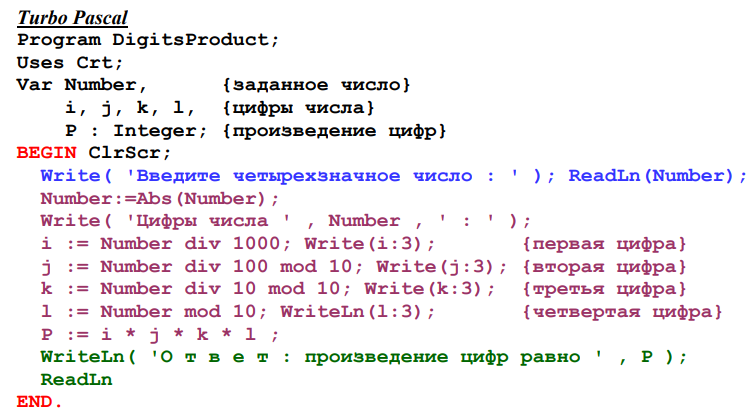 Turbo Pascal
Program DigitsProduct;
Uses Crt;
Var Number,       {заданное число}
    i, j, k, l,  {цифры числа}
    P : Integer; {произведение цифр}
BEGIN ClrScr;
  Write( 'Введите четырехзначное число : ' ); ReadLn(Number);
  Number:=Abs(Number);
  Write( 'Цифры числа ' , Number , ' : ' );
  i := Number div 1000; Write(i:3);       {первая цифра}
  j := Number div 100 mod 10; Write(j:3); {вторая цифра}
  k := Number div 10 mod 10; Write(k:3);  {третья цифра}
  l := Number mod 10; WriteLn(l:3);       {четвертая цифра}
  P := i * j * k * l ;
  WriteLn( 'О т в е т : произведение цифр равно ' , P );
  ReadLn
END.